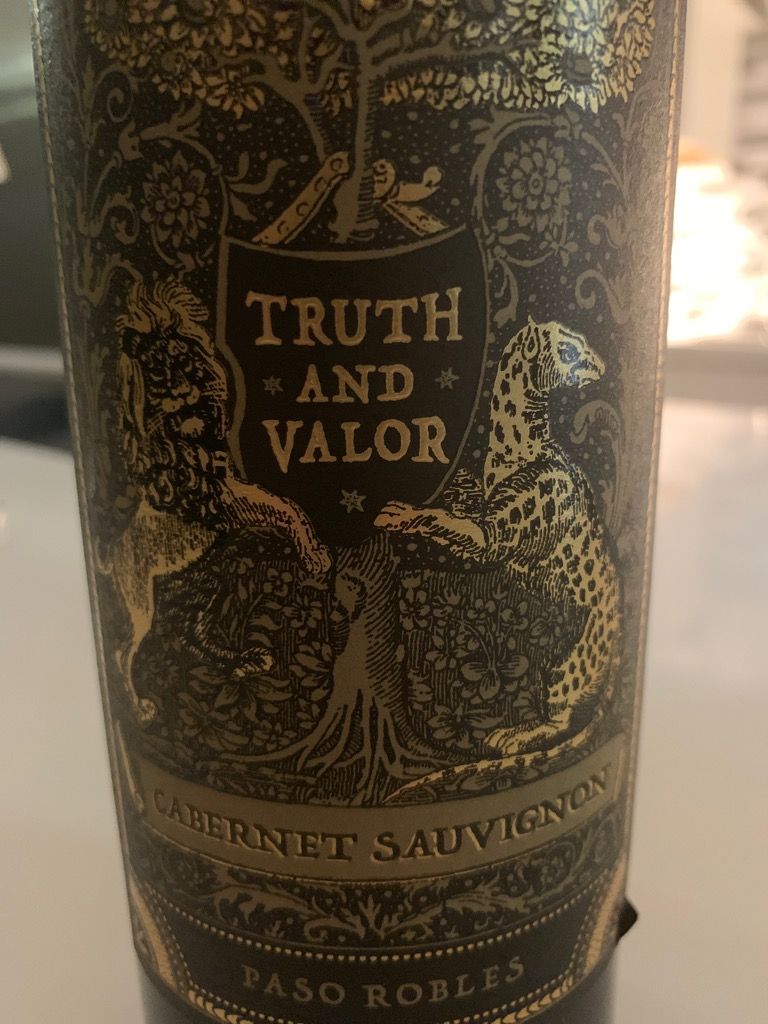 TRUTH
AND
VALOR
CABERNET SAUVIGNON
PASO ROBLES